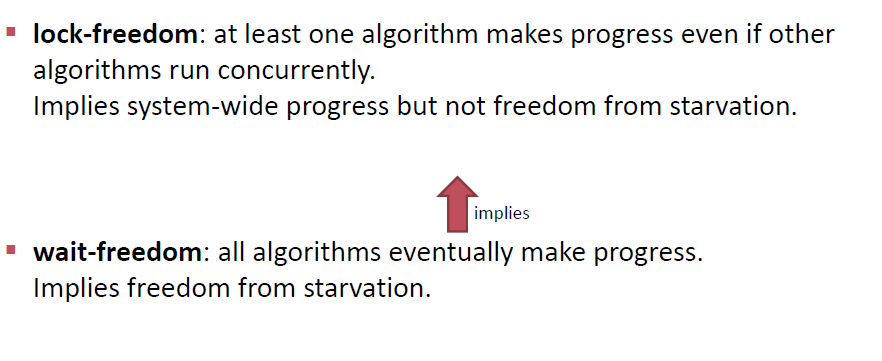 ▪ lock-freedom: at least one algorithm makes progress even if other
algorithms run concurrently.
Implies system-wide progress but not freedom from starvation.
implies
▪ wait-freedom: all algorithms eventually make progress.
Implies freedom from starvation.